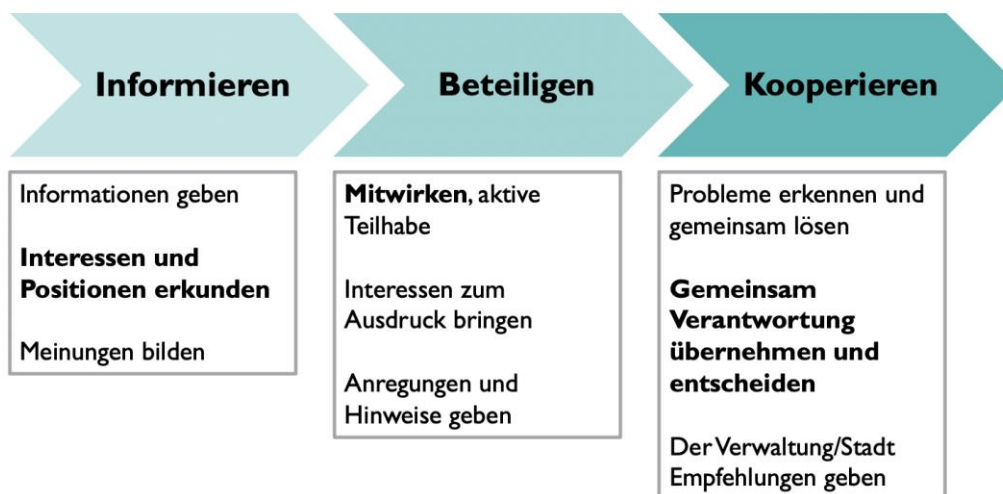 Informieren
Beteiligen
Kooperieren
Informationen geben
Interessen und
Positionen erkunden
Meinungen bilden
Mitwirken, aktive
Teilhabe
Interessen zum
Ausdruck bringen
Anregungen und
Hinweise geben
Probleme erkennen und
gemeinsam lösen
Gemeinsam
Verantwortung
übernehmen und
entscheiden
Der Verwaltung/Stadt
Empfehlungen geben